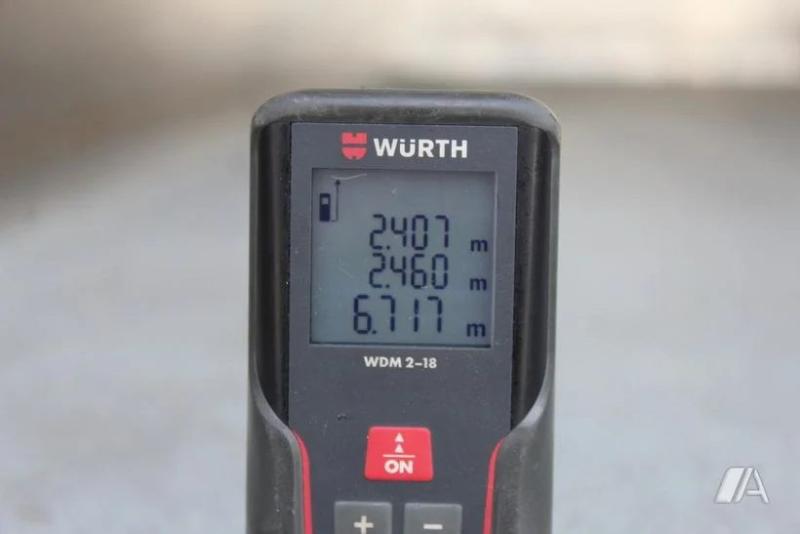 WÜRTH
2.407 m
2.460 m
6.717 m
WDM 2-18
ON
+ −